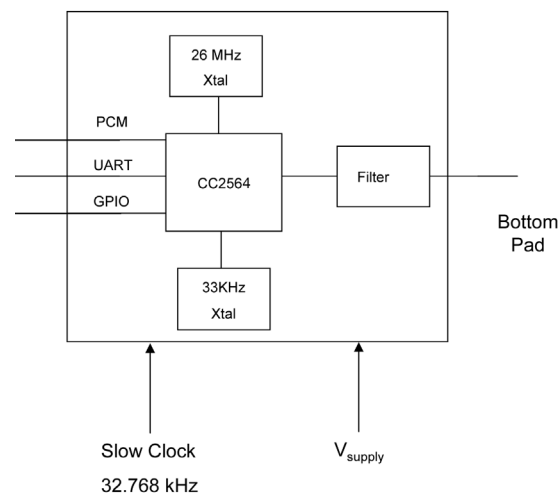 26 MHz
Xtal
PCM
UART
GPIO
CC2564
Filter
Bottom
Pad
33KHz
Xtal
Slow Clock
32.768 kHz
Vsupply